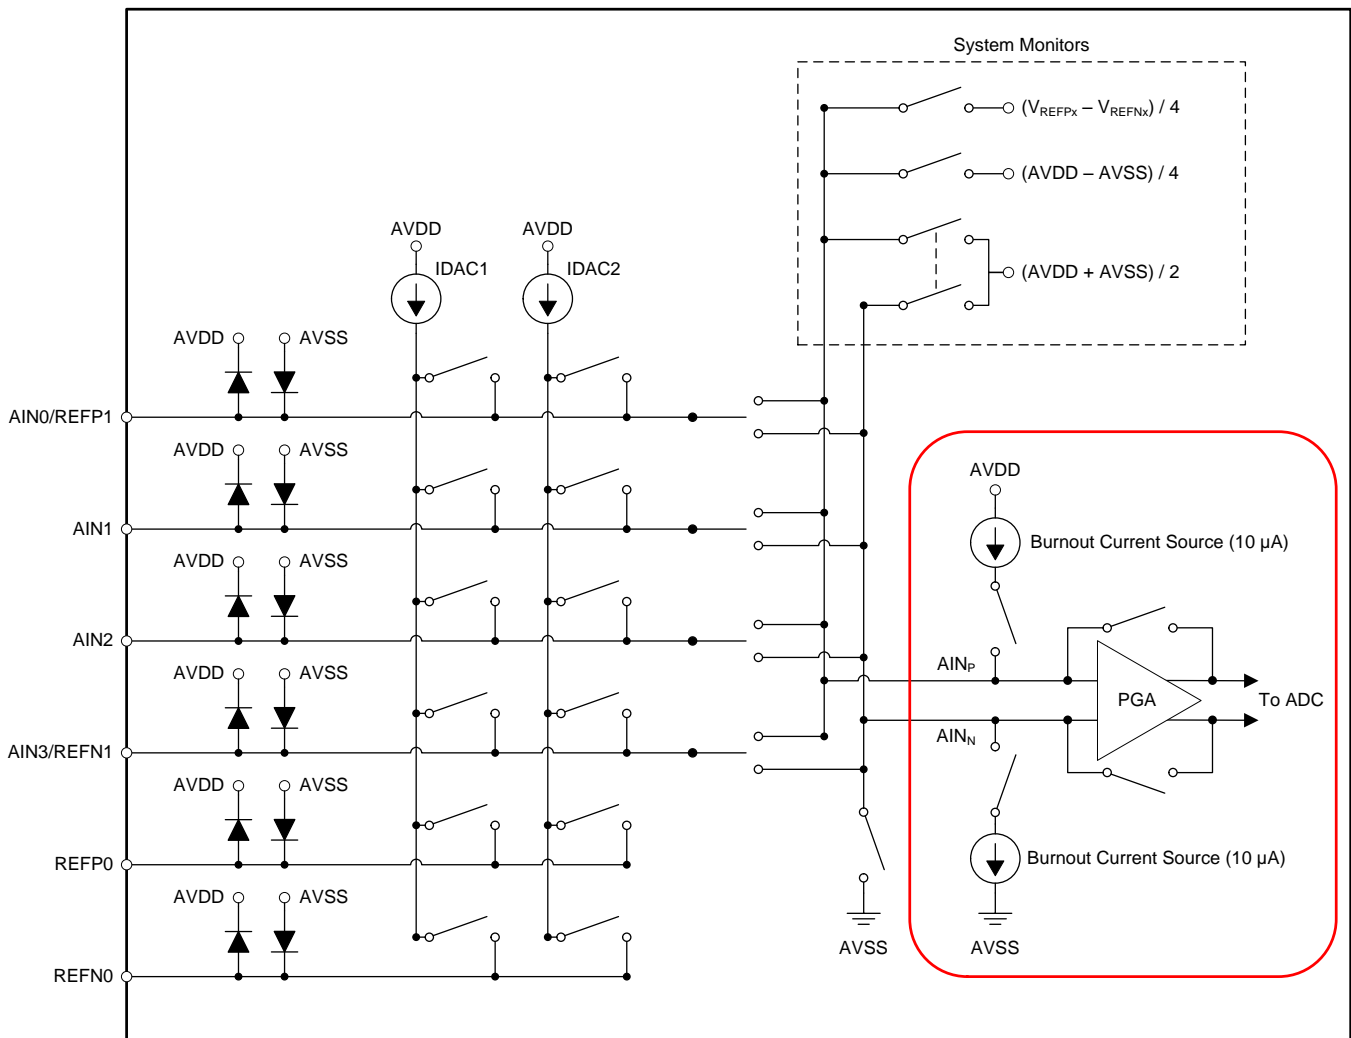 System Monitors
(VREFPx – VREFNx) / 4
(AVDD – AVSS) / 4
AVDD AVDD
IDAC1 IDAC2
(AVDD + AVSS) / 2
AVDD AVSS
AIN0/REFP1
AVDD AVSS
AVDD
AIN1
Burnout Current Source (10 µA)
AVDD AVSS
AIN2
AINP
AVDD AVSS
PGA
To ADC
AINN
AIN3/REFN1
AVDD AVSS
REFP0
Burnout Current Source (10 µA)
AVDD AVSS
AVSS AVSS
REFN0